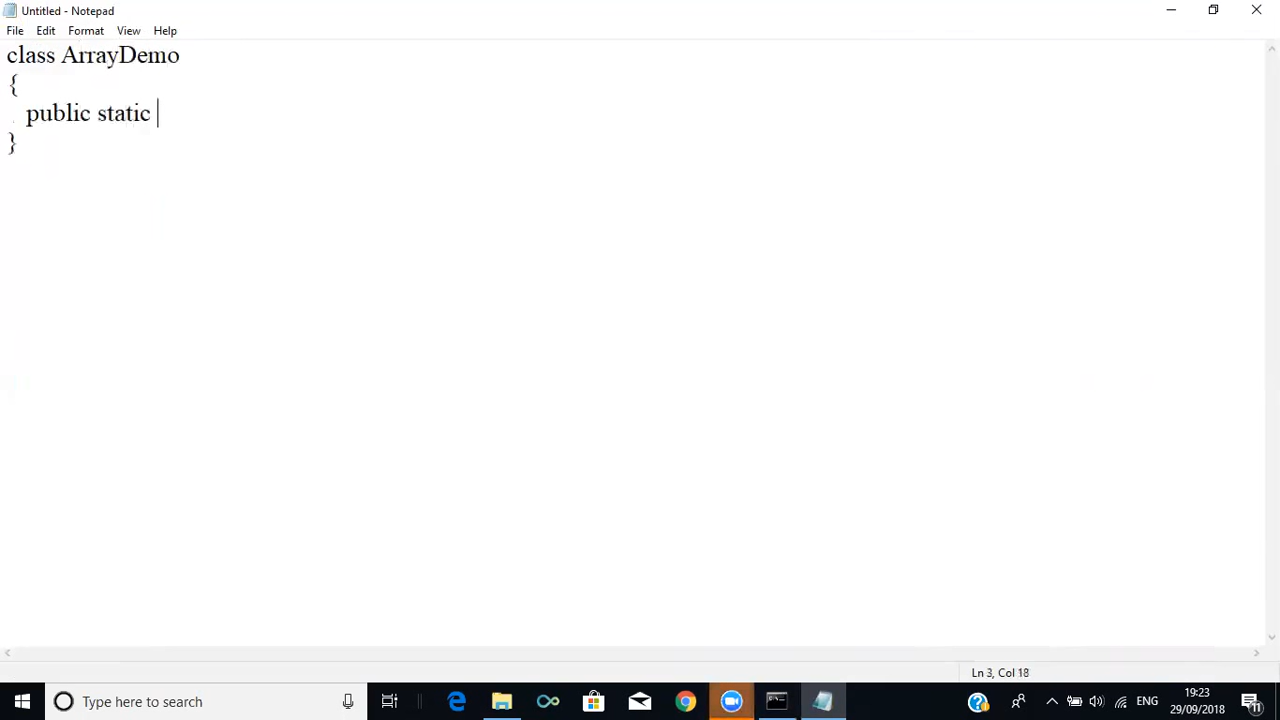 Untitled - Notepad
File Edit Format View Help
class ArrayDemo
{
public static
}
Ln 3, Col 18
Type here to search
ENG
19:23
29/09/2018
11